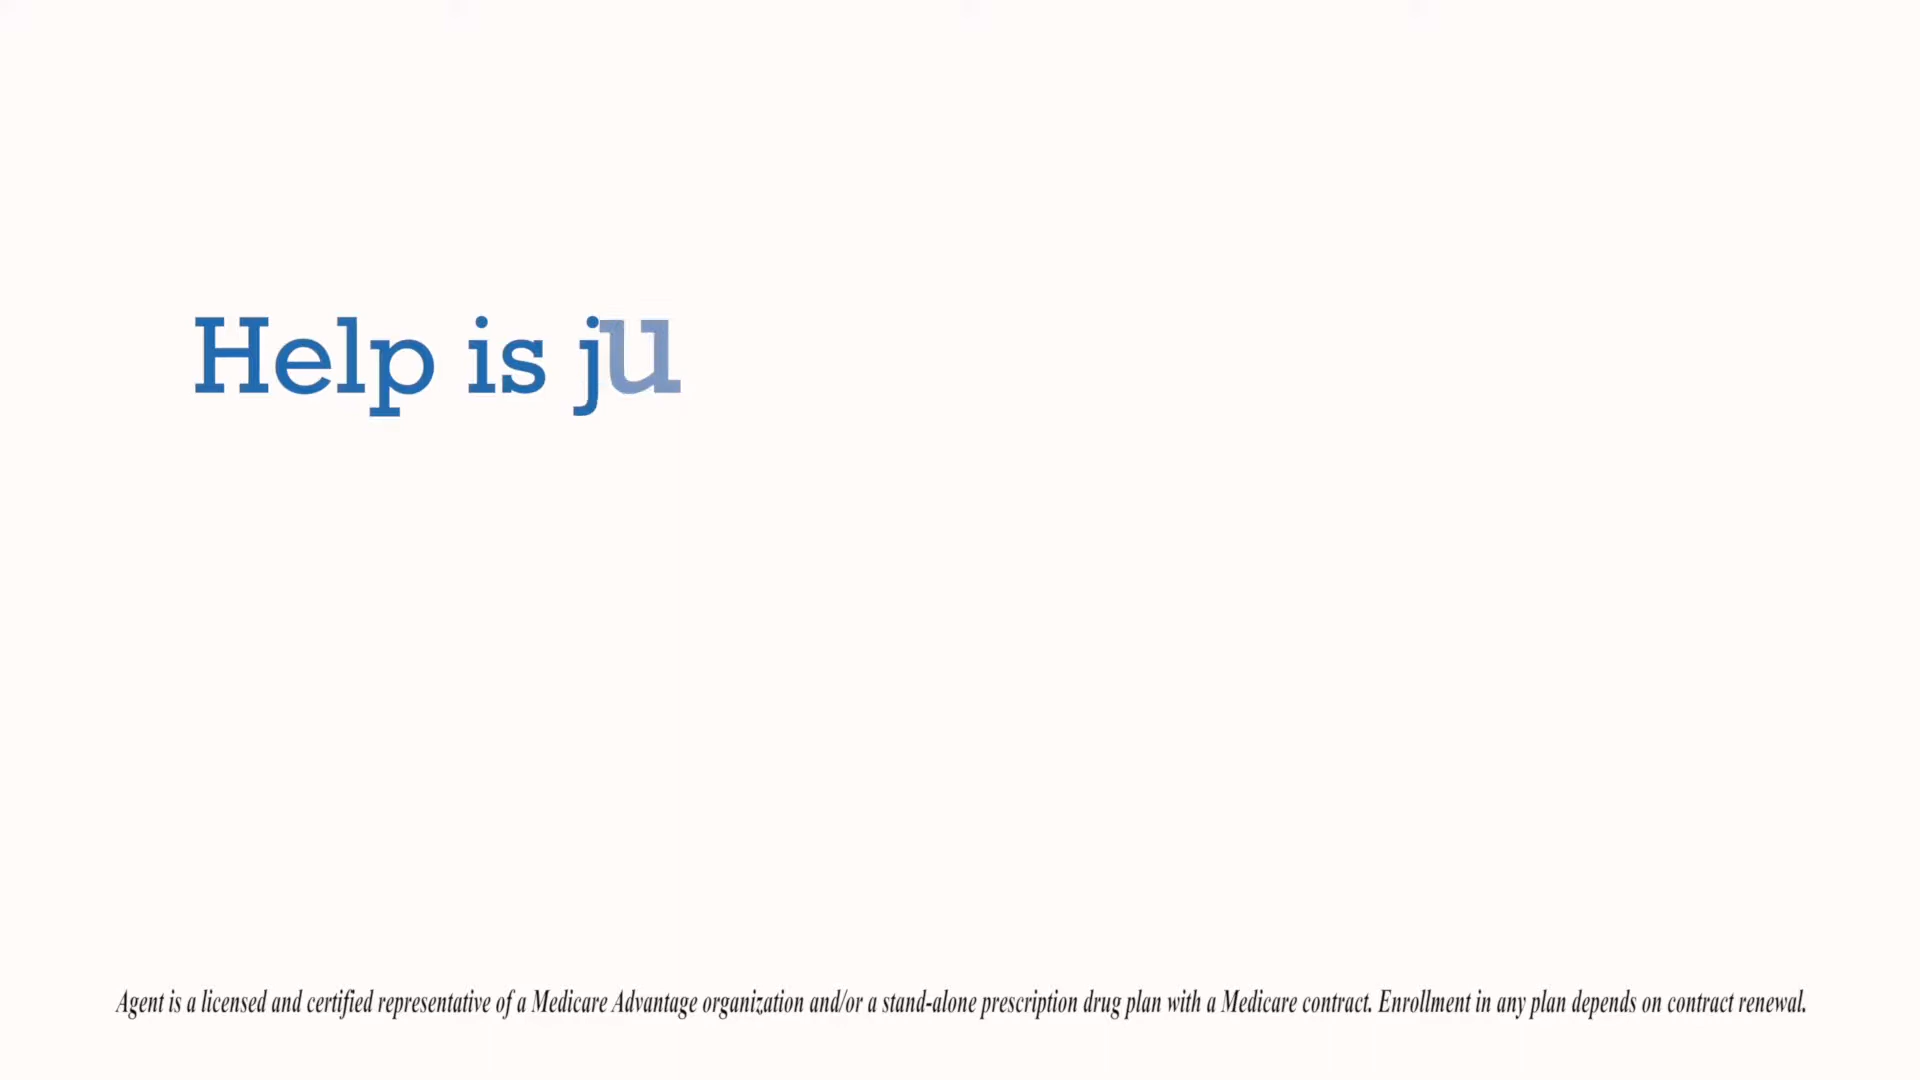 Help is ju
Agent is a licensed and certified representative of a Medicare Advantage organization and/or a stand-alone prescription drug plan with a Medicare contract. Enrollment in any plan depends on contract renewal.